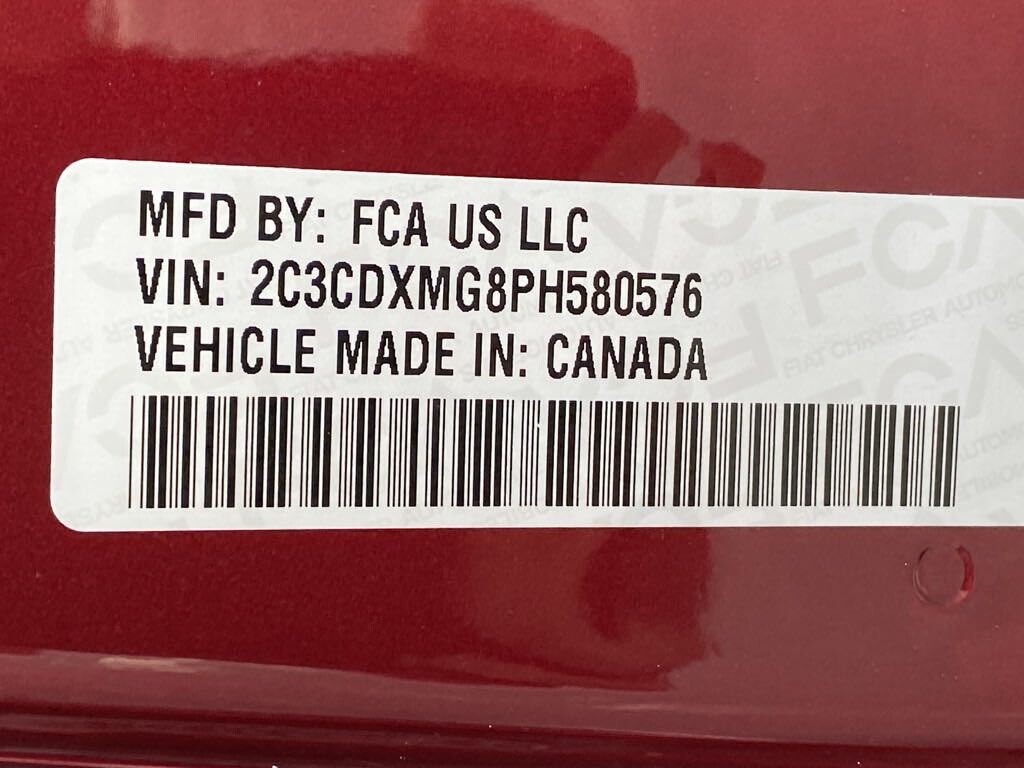 MFD BY: FCA US LLC
VIN: 2C3CDXMG8PH580576
VEHICLE MADE IN: CANADA